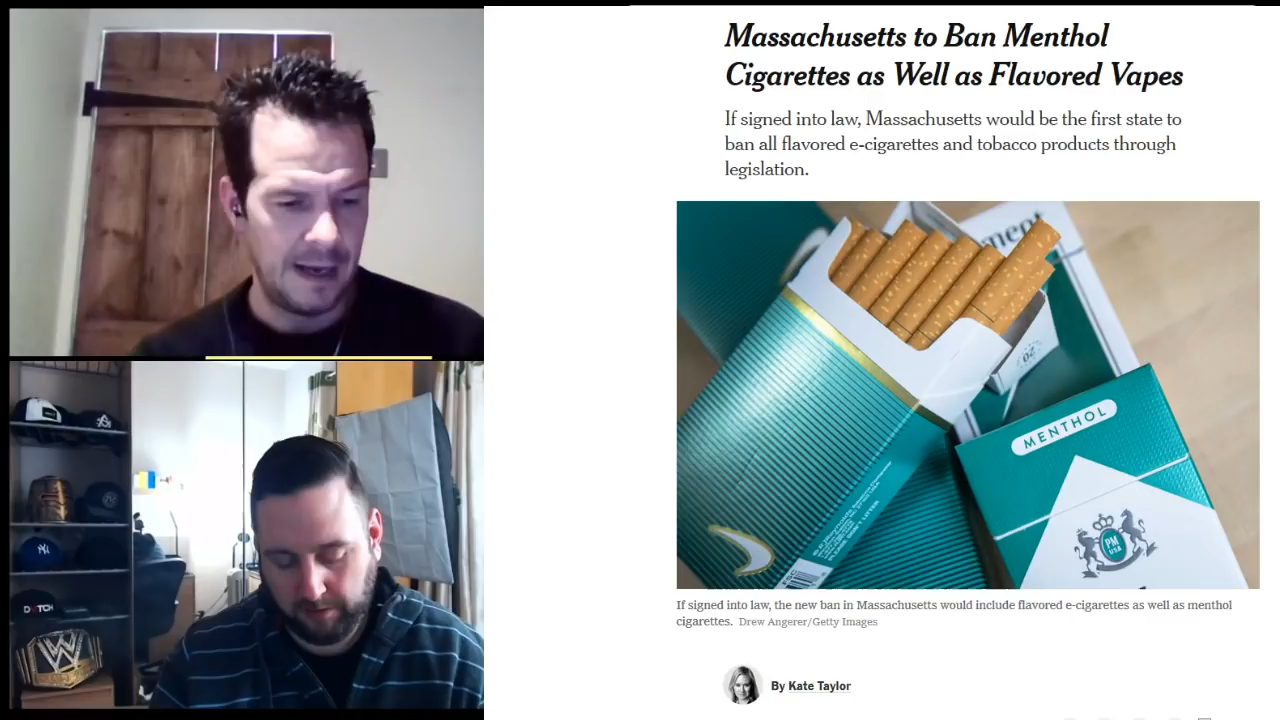 Massachusetts to Ban Menthol
Cigarettes as Well as Flavored Vapes
If signed into law, Massachusetts would be the first state to
ban all flavored e-cigarettes and tobacco products through
legislation.
MENTHOL
PM
USA
20
D TCH
W
If signed into law, the new ban in Massachusetts would include flavored e-cigarettes as well as menthol
cigarettes. Drew Angerer/Getty Images
By Kate Taylor